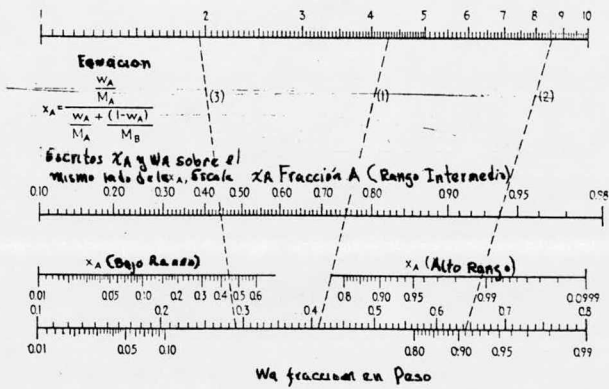 1 2 3 4 5 6 7 8 9 10
Equacion
x_A = (W_A / M_A) / (W_A / M_A + (1-W_A) / M_B)
(3) (1) (2)
Escritos X_A y W_A sobre el
mismo lado de la x_A, Escala X_A Fracción A (Rango Intermedio)
0.10 0.20 0.30 0.40 0.50 0.60 0.70 0.80 0.90 0.95 0.98
x_A (Bajo Rango) x_A (Alto Rango)
0.01 0.05 0.10 0.2 0.3 0.4 0.5 0.6 0.8 0.90 0.95 0.99 0.0999
0.1 0.2 0.3 0.4 0.5 0.6 0.7 0.8
0.01 0.05 0.10 0.80 0.90 0.95 0.99
Wa fraccion en Peso